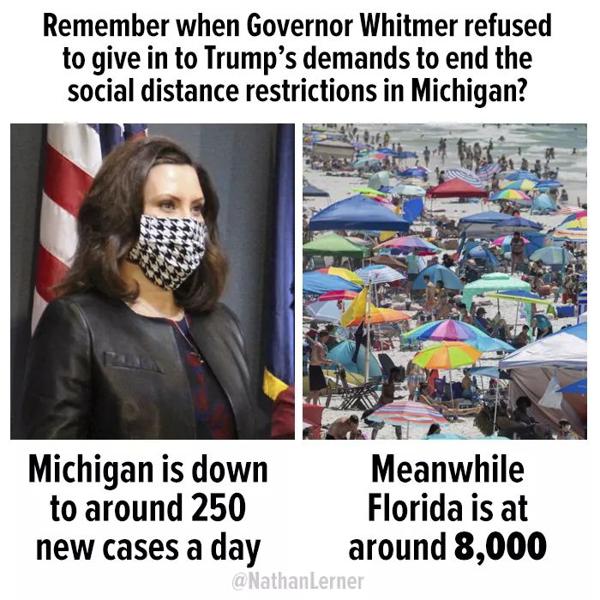 Remember when Governor Whitmer refused
to give in to Trump's demands to end the
social distance restrictions in Michigan?
Michigan is down
to around 250
new cases a day
Meanwhile
Florida is at
around 8,000
@NathanLerner